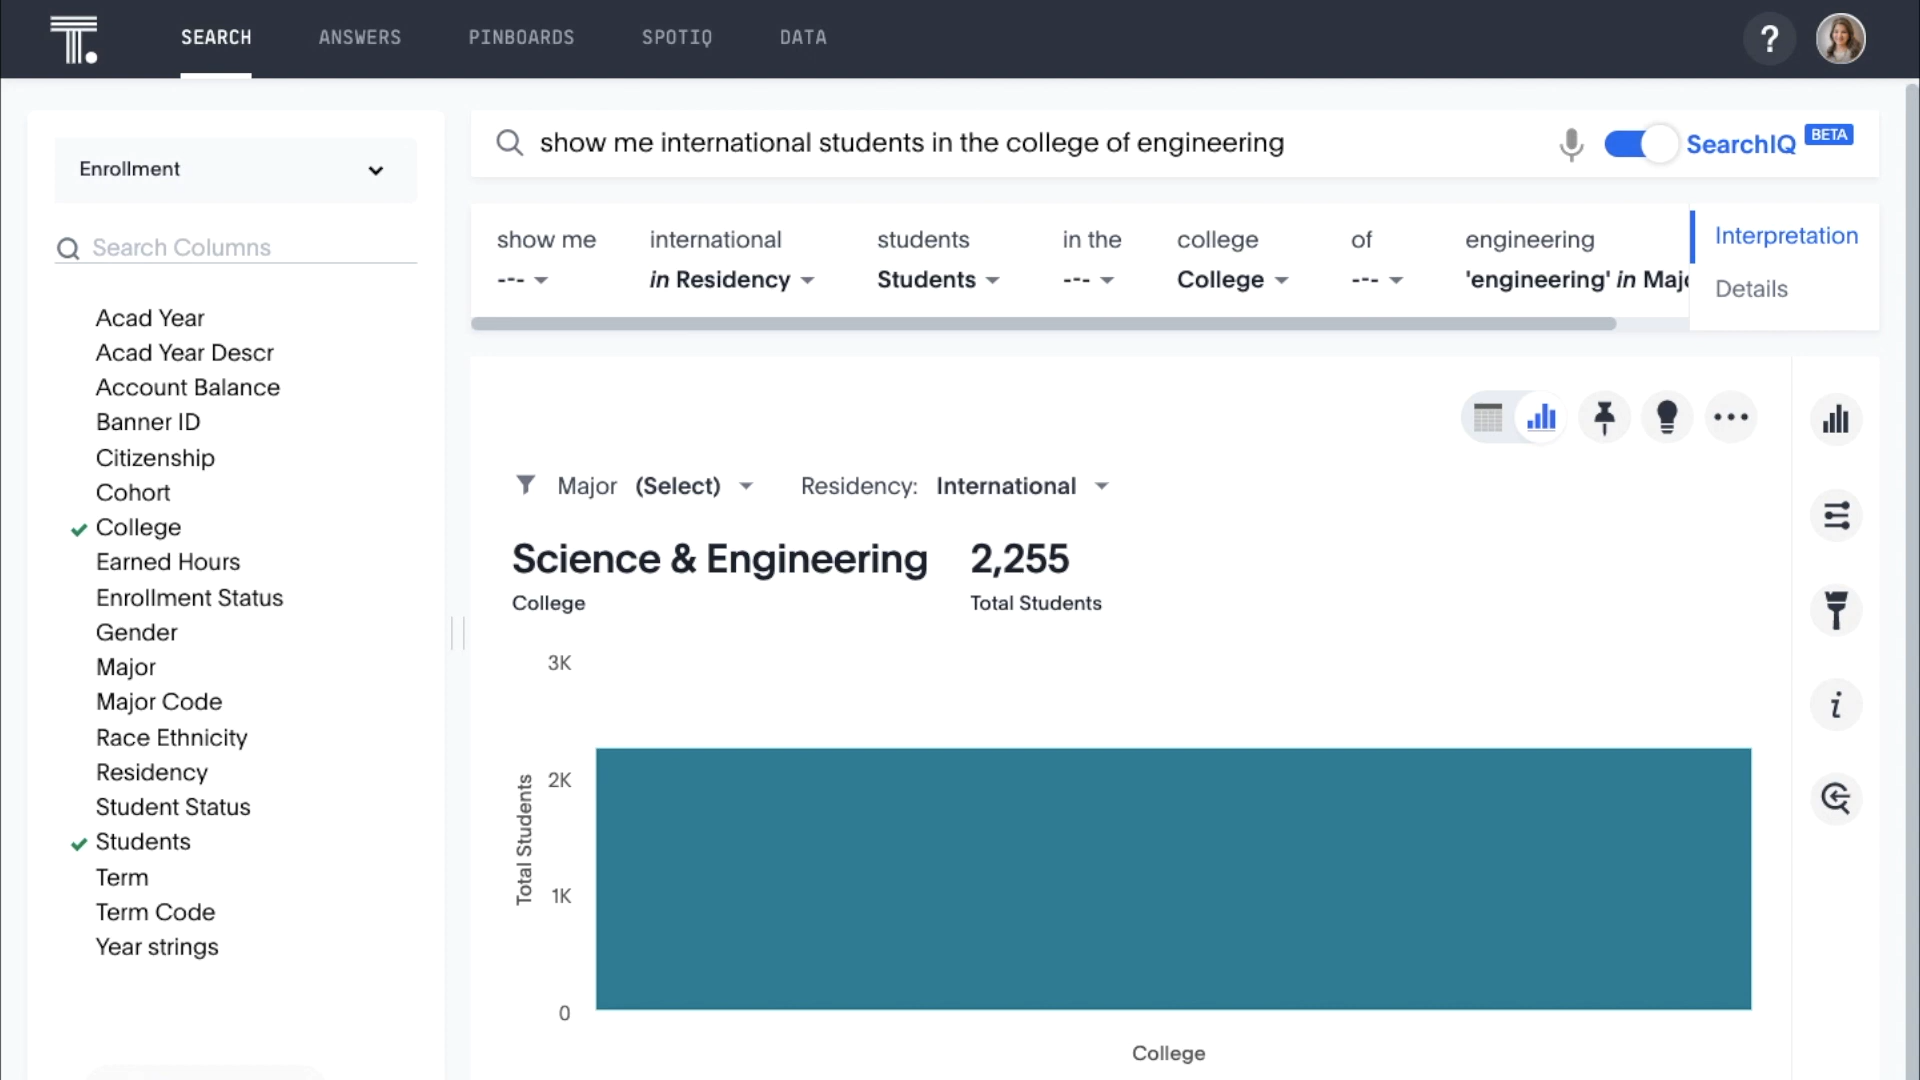 T.
SEARCH
ANSWERS
PINBOARDS
SPOTIQ
DATA
?
Enrollment
Search Columns
Acad Year
Acad Year Descr
Account Balance
Banner ID
Citizenship
Cohort
College
Earned Hours
Enrollment Status
Gender
Major
Major Code
Race Ethnicity
Residency
Student Status
Students
Term
Term Code
Year strings
show me international students in the college of engineering
SearchIQ BETA
show me international students in the college of engineering
--- in Residency Students --- College --- 'engineering' in Majo
Interpretation
Details
Major (Select) Residency: International
Science & Engineering 2,255
College Total Students
3K
2K
1K
0
Total Students
College
i